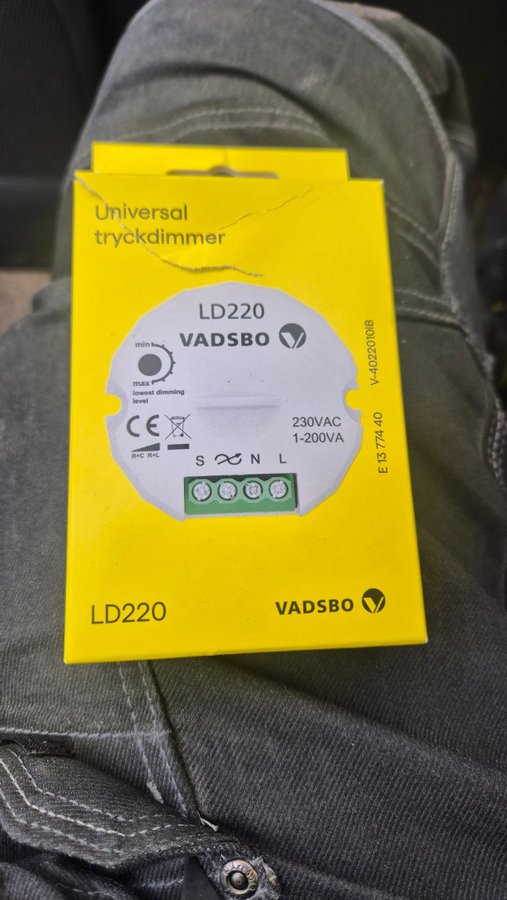 Universal
tryckdimmer
LD220
VADSBO
min
max
lowest dimming
level
CE
R+C R+L
230VAC
1-200VA
S N L
E 13 774 40 V-4022010IB
LD220
VADSBO